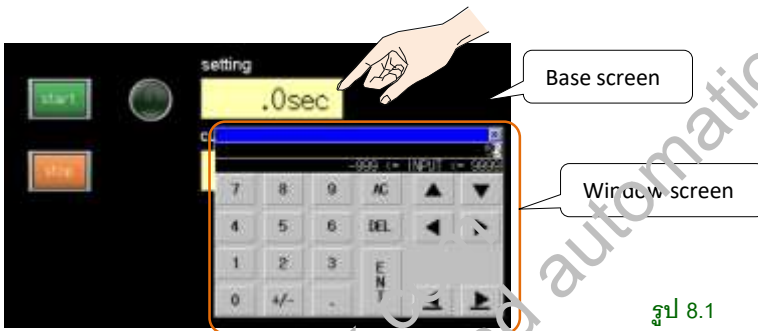 setting
start
.0sec
Base screen
stop
-999 <= INPUT <= 9999
Window screen
7 8 9 AC
4 5 6 DEL
1 2 3
ENT
0 +/- .
รูป 8.1
automatic